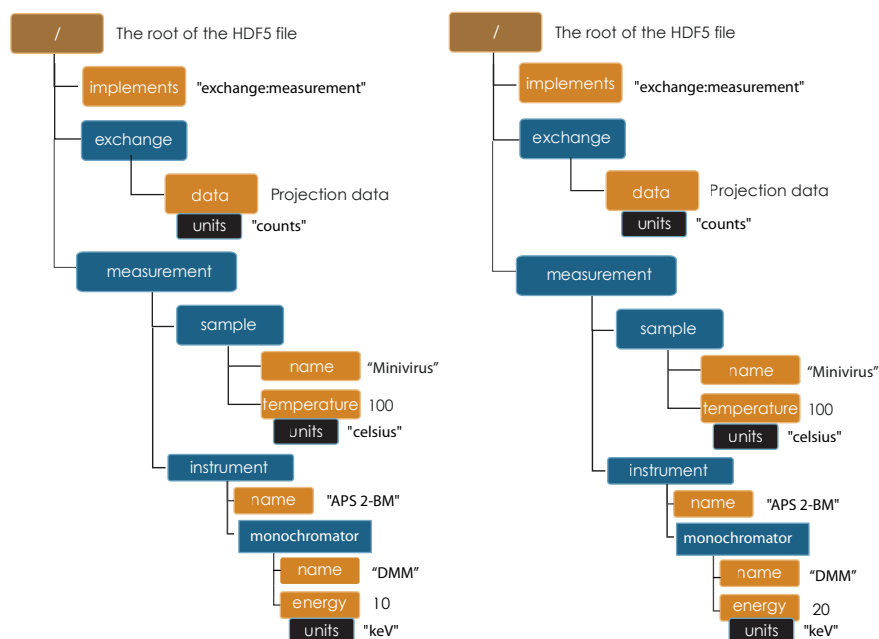 / The root of the HDF5 file
implements "exchange:measurement"
exchange
data Projection data
units "counts"
measurement
sample
name “Minivirus”
temperature 100
units "celsius"
instrument
name "APS 2-BM"
monochromator
name “DMM”
energy 10
units "keV"
/ The root of the HDF5 file
implements "exchange:measurement"
exchange
data Projection data
units "counts"
measurement
sample
name “Minivirus”
temperature 100
units "celsius"
instrument
name "APS 2-BM"
monochromator
name “DMM”
energy 20
units "keV"